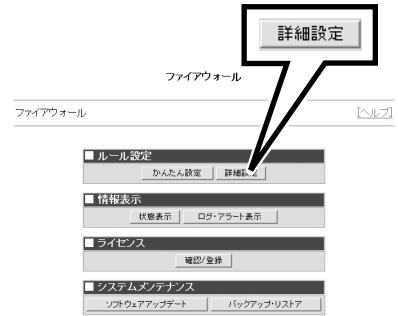 詳細設定
ファイアウォール
ファイアウォール [ヘルプ]
■ ルール設定
かんたん設定 詳細設定
■ 情報表示
状態表示 ログ・アラート表示
■ ライセンス
確認/登録
■ システムメンテナンス
ソフトウェアアップデート バックアップ・リストア